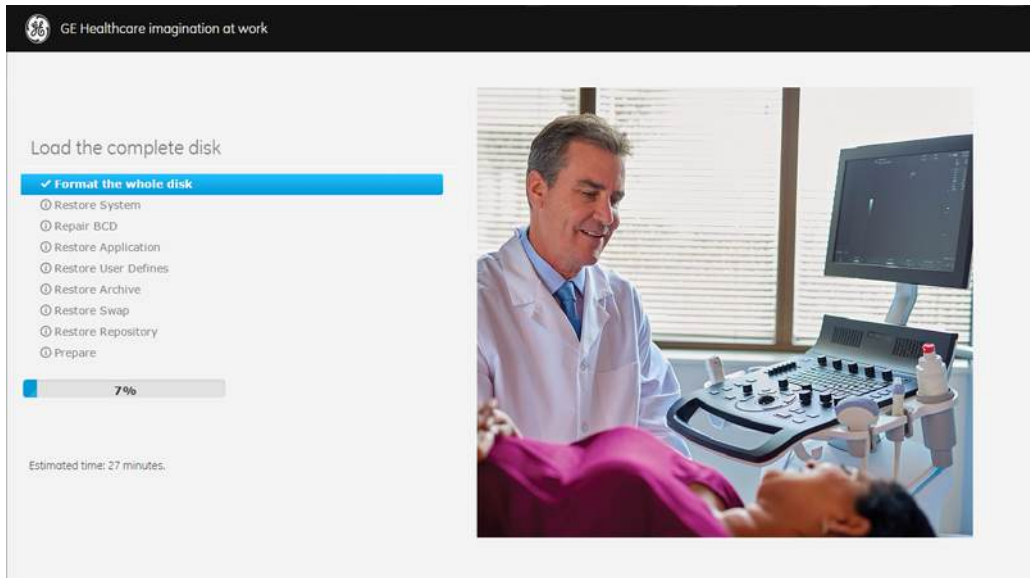 GE Healthcare imagination at work
Load the complete disk
Format the whole disk
Restore System
Repair BCD
Restore Application
Restore User Defines
Restore Archive
Restore Swap
Restore Repository
Prepare
7%
Estimated time: 27 minutes.